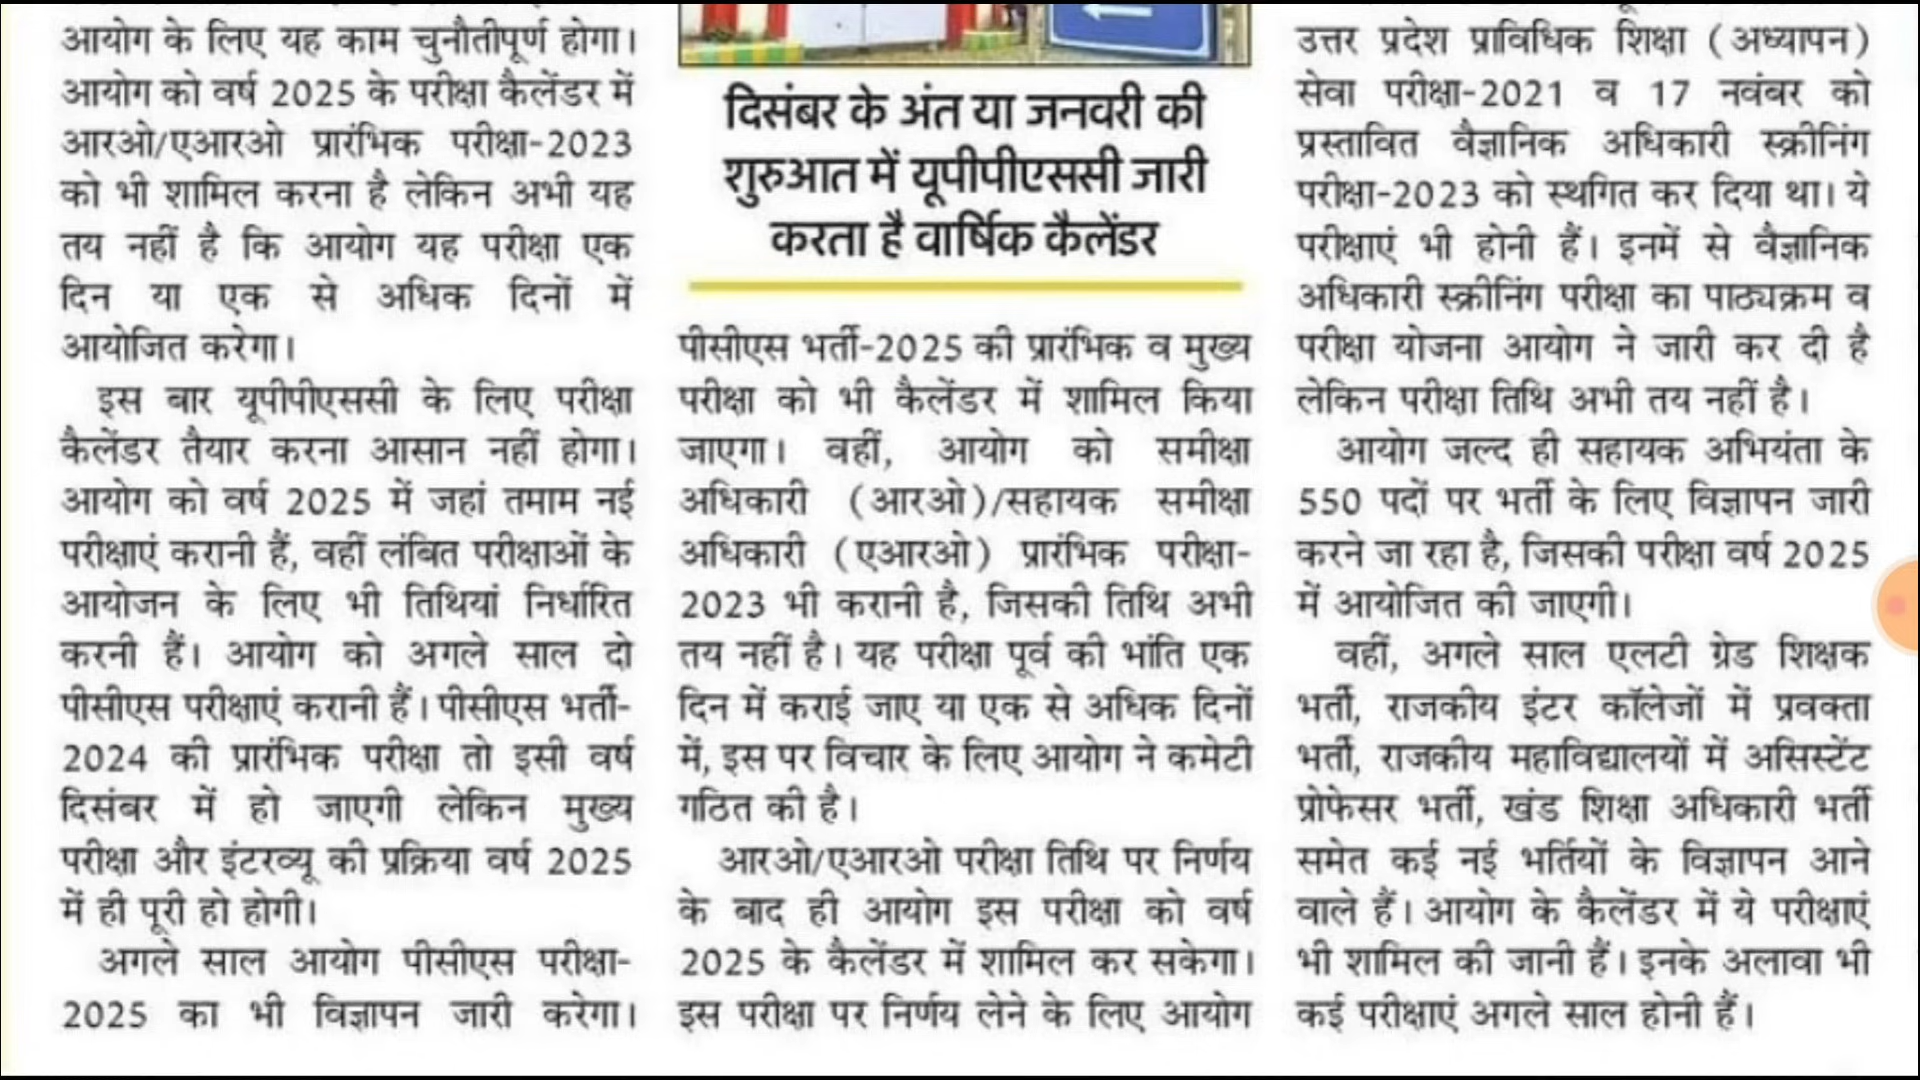 आयोग के लिए यह काम चुनौतीपूर्ण होगा।
आयोग को वर्ष 2025 के परीक्षा कैलेंडर में
आरओ/एआरओ प्रारंभिक परीक्षा-2023
को भी शामिल करना है लेकिन अभी यह
तय नहीं है कि आयोग यह परीक्षा एक
दिन या एक से अधिक दिनों में
आयोजित करेगा।
इस बार यूपीपीएससी के लिए परीक्षा
कैलेंडर तैयार करना आसान नहीं होगा।
आयोग को वर्ष 2025 में जहां तमाम नई
परीक्षाएं करानी हैं, वहीं लंबित परीक्षाओं के
आयोजन के लिए भी तिथियां निर्धारित
करनी हैं। आयोग को अगले साल दो
पीसीएस परीक्षाएं करानी हैं। पीसीएस भर्ती-
2024 की प्रारंभिक परीक्षा तो इसी वर्ष
दिसंबर में हो जाएगी लेकिन मुख्य
परीक्षा और इंटरव्यू की प्रक्रिया वर्ष 2025
में ही पूरी हो होगी।
अगले साल आयोग पीसीएस परीक्षा-
2025 का भी विज्ञापन जारी करेगा।
दिसंबर के अंत या जनवरी की
शुरुआत में यूपीपीएससी जारी
करता है वार्षिक कैलेंडर
पीसीएस भर्ती-2025 की प्रारंभिक व मुख्य
परीक्षा को भी कैलेंडर में शामिल किया
जाएगा। वहीं, आयोग को समीक्षा
अधिकारी (आरओ)/सहायक समीक्षा
अधिकारी (एआरओ) प्रारंभिक परीक्षा-
2023 भी करानी है, जिसकी तिथि अभी
तय नहीं है। यह परीक्षा पूर्व की भांति एक
दिन में कराई जाए या एक से अधिक दिनों
में, इस पर विचार के लिए आयोग ने कमेटी
गठित की है।
आरओ/एआरओ परीक्षा तिथि पर निर्णय
के बाद ही आयोग इस परीक्षा को वर्ष
2025 के कैलेंडर में शामिल कर सकेगा।
इस परीक्षा पर निर्णय लेने के लिए आयोग
उत्तर प्रदेश प्राविधिक शिक्षा (अध्यापन)
सेवा परीक्षा-2021 व 17 नवंबर को
प्रस्तावित वैज्ञानिक अधिकारी स्क्रीनिंग
परीक्षा-2023 को स्थगित कर दिया था। ये
परीक्षाएं भी होनी हैं। इनमें से वैज्ञानिक
अधिकारी स्क्रीनिंग परीक्षा का पाठ्यक्रम व
परीक्षा योजना आयोग ने जारी कर दी है
लेकिन परीक्षा तिथि अभी तय नहीं है।
आयोग जल्द ही सहायक अभियंता के
550 पदों पर भर्ती के लिए विज्ञापन जारी
करने जा रहा है, जिसकी परीक्षा वर्ष 2025
में आयोजित की जाएगी।
वहीं, अगले साल एलटी ग्रेड शिक्षक
भर्ती, राजकीय इंटर कॉलेजों में प्रवक्ता
भर्ती, राजकीय महाविद्यालयों में असिस्टेंट
प्रोफेसर भर्ती, खंड शिक्षा अधिकारी भर्ती
समेत कई नई भर्तियों के विज्ञापन आने
वाले हैं। आयोग के कैलेंडर में ये परीक्षाएं
भी शामिल की जानी हैं। इनके अलावा भी
कई परीक्षाएं अगले साल होनी हैं।